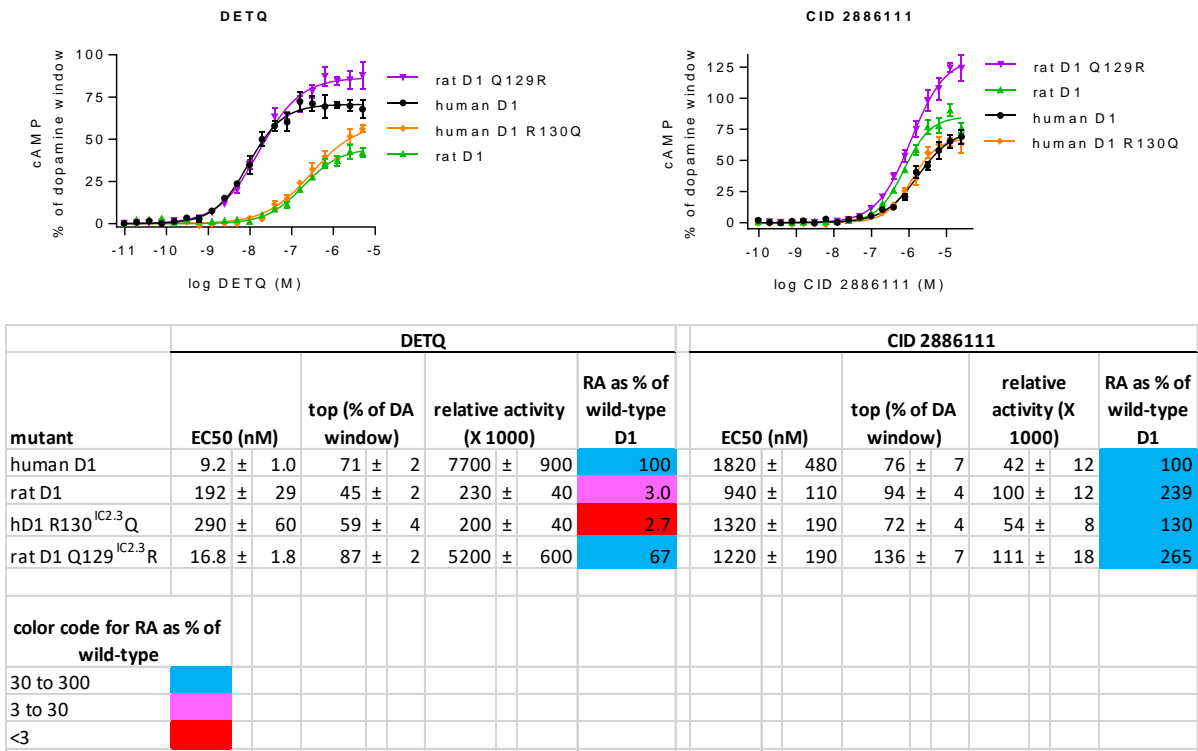 DETQ
CID 2886111
cAMP
% of dopamine window
100
75
50
25
0
-11 -10 -9 -8 -7 -6 -5
log DETQ (M)
rat D1 Q129R
human D1
human D1 R130Q
rat D1
cAMP
% of dopamine window
125
100
75
50
25
0
-10 -9 -8 -7 -6 -5
log CID 2886111 (M)
rat D1 Q129R
rat D1
human D1
human D1 R130Q
DETQ CID 2886111
mutant EC50 (nM) top (% of DA window) relative activity (X 1000) RA as % of wild-type D1 EC50 (nM) top (% of DA window) relative activity (X 1000) RA as % of wild-type D1
human D1 9.2 ± 1.0 71 ± 2 7700 ± 900 100 1820 ± 480 76 ± 7 42 ± 12 100
rat D1 192 ± 29 45 ± 2 230 ± 40 3.0 940 ± 110 94 ± 4 100 ± 12 239
hD1 R130^IC2.3 Q 290 ± 60 59 ± 4 200 ± 40 2.7 1320 ± 190 72 ± 4 54 ± 8 130
rat D1 Q129^IC2.3 R 16.8 ± 1.8 87 ± 2 5200 ± 600 67 1220 ± 190 136 ± 7 111 ± 18 265
color code for RA as % of
wild-type
30 to 300
3 to 30
<3